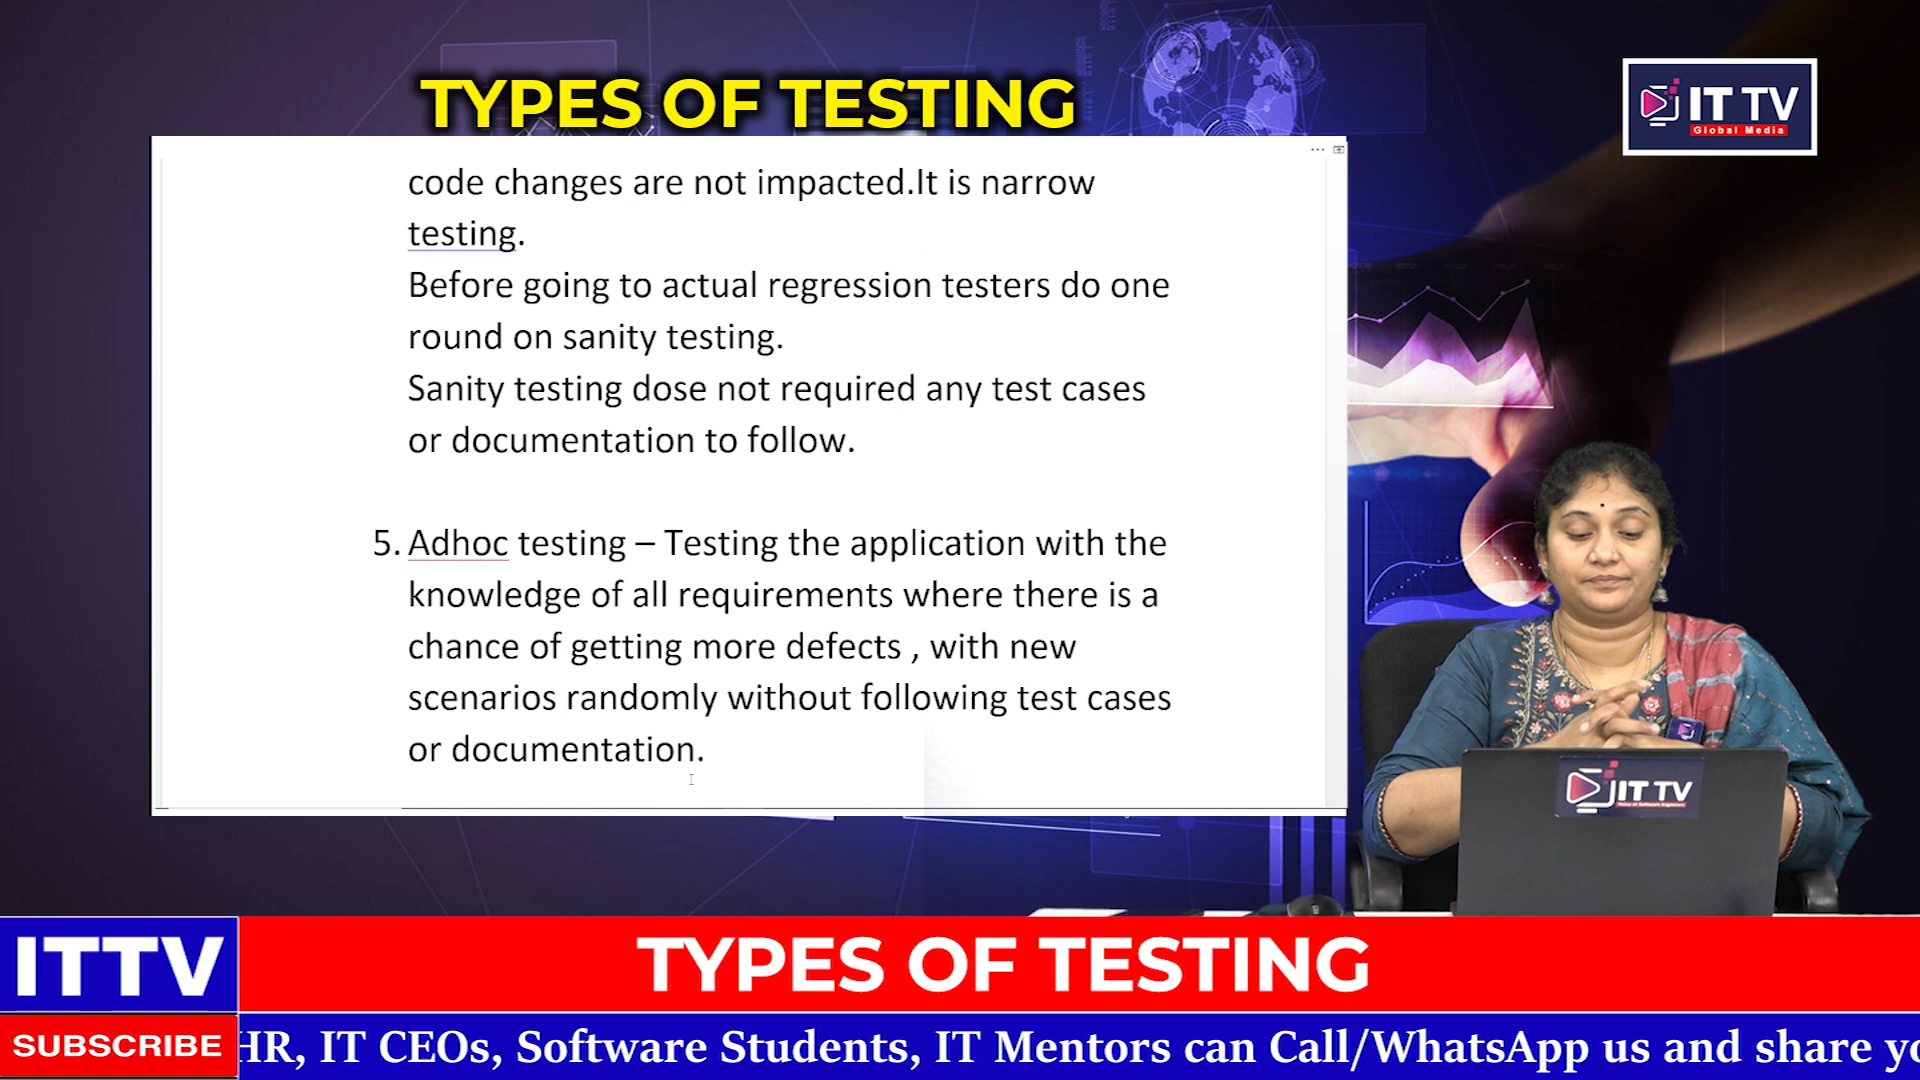 TYPES OF TESTING
IT TV
Global Media
code changes are not impacted.It is narrow
testing.
Before going to actual regression testers do one
round on sanity testing.
Sanity testing dose not required any test cases
or documentation to follow.
5. Adhoc testing – Testing the application with the
knowledge of all requirements where there is a
chance of getting more defects , with new
scenarios randomly without following test cases
or documentation.
IT TV
ITTV
TYPES OF TESTING
SUBSCRIBE
HR, IT CEOs, Software Students, IT Mentors can Call/WhatsApp us and share